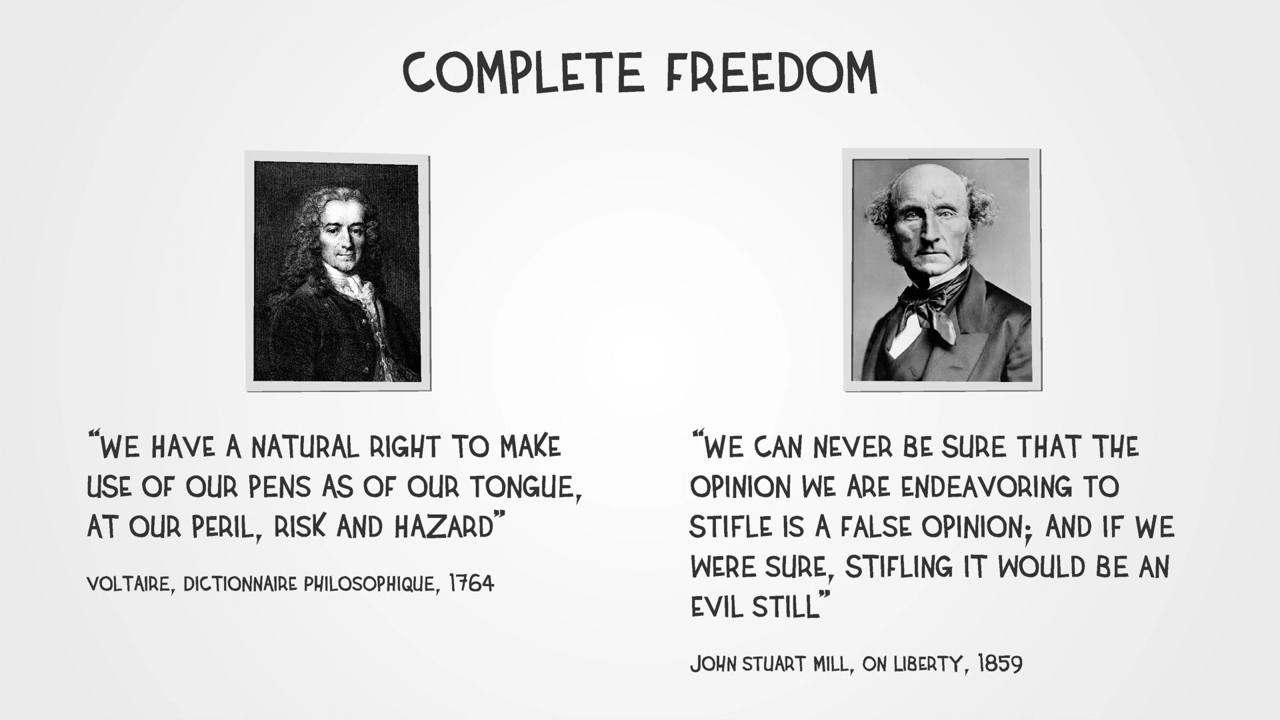 COMPLETE FREEDOM
“WE HAVE A NATURAL RIGHT TO MAKE
USE OF OUR PENS AS OF OUR TONGUE,
AT OUR PERIL, RISK AND HAZARD”
VOLTAIRE, DICTIONNAIRE PHILOSOPHIQUE, 1764
“WE CAN NEVER BE SURE THAT THE
OPINION WE ARE ENDEAVORING TO
STIFLE IS A FALSE OPINION; AND IF WE
WERE SURE, STIFLING IT WOULD BE AN
EVIL STILL”
JOHN STUART MILL, ON LIBERTY, 1859